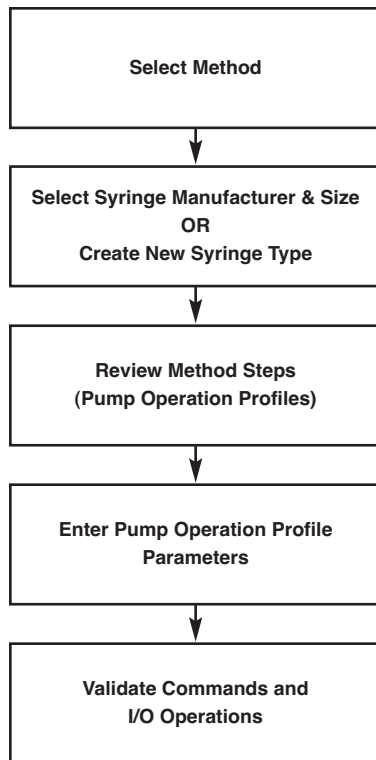 Select Method
Select Syringe Manufacturer & Size
OR
Create New Syringe Type
Review Method Steps
(Pump Operation Profiles)
Enter Pump Operation Profile
Parameters
Validate Commands and
I/O Operations